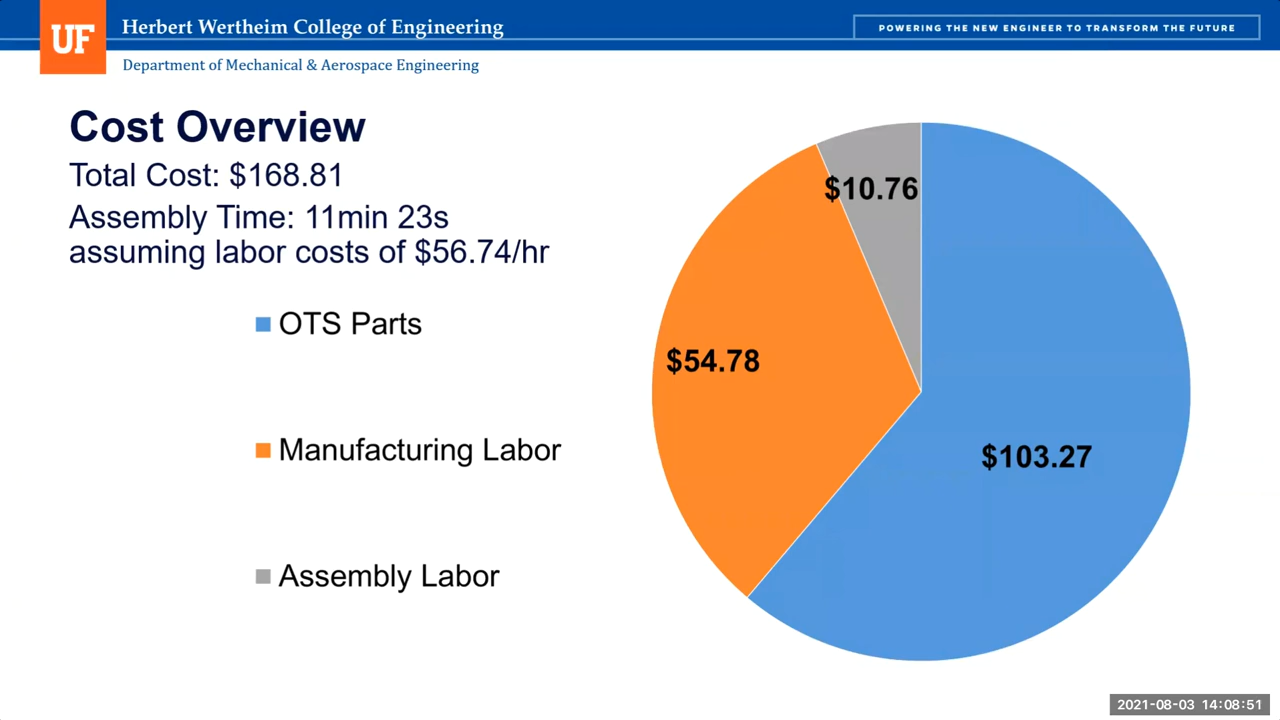 UF
Herbert Wertheim College of Engineering
POWERING THE NEW ENGINEER TO TRANSFORM THE FUTURE
Department of Mechanical & Aerospace Engineering
Cost Overview
Total Cost: $168.81
Assembly Time: 11min 23s
assuming labor costs of $56.74/hr
OTS Parts
Manufacturing Labor
Assembly Labor
$10.76
$54.78
$103.27
2021-08-03 14:08:51